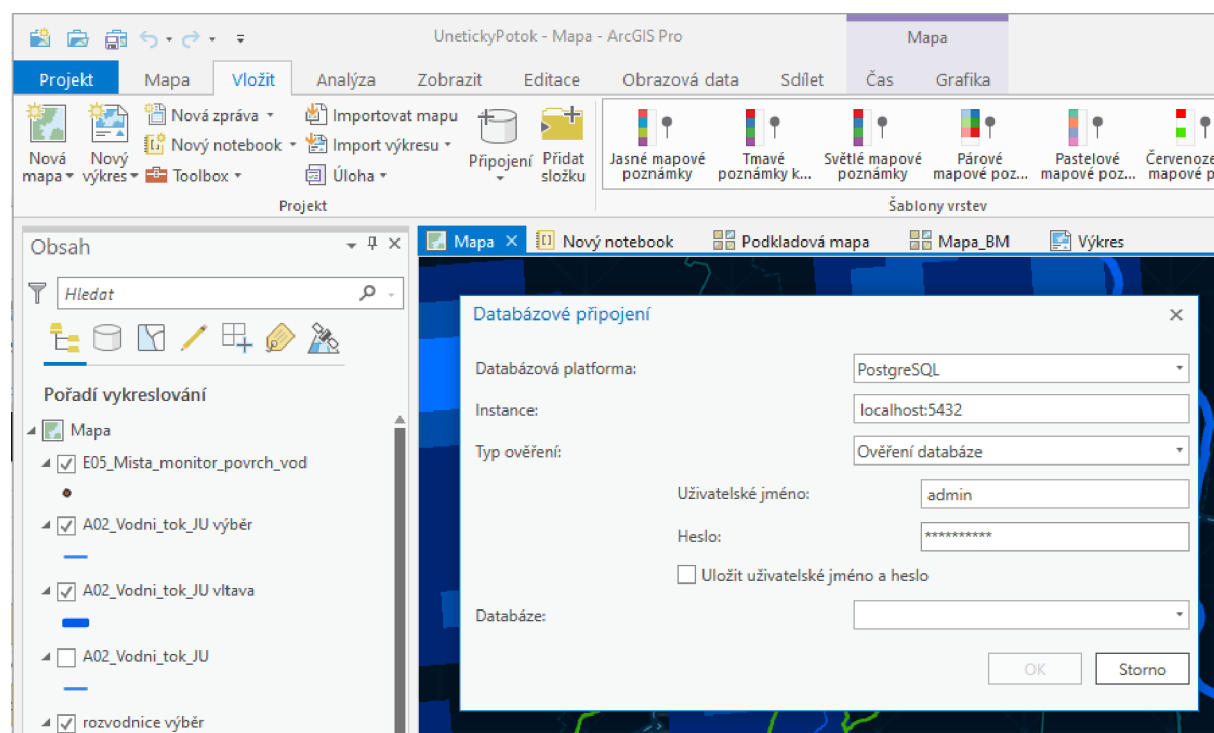 UnetickyPotok - Mapa - ArcGIS Pro
Mapa
Projekt Mapa Vložit Analýza Zobrazit Editace Obrazová data Sdílet Čas Grafika
Nová mapa
Nový výkres
Nová zpráva
Nový notebook
Toolbox
Importovat mapu
Import výkresu
Úloha
Připojení
Přidat složku
Projekt
Jasné mapové poznámky
Tmavé mapové poznámky k...
Světlé mapové poznámky
Párové mapové poz...
Pastelové mapové poz...
Červenoze
mapové p
Šablony vrstev
Obsah
Hledat
Pořadí vykreslování
Mapa
E05_Mista_monitor_povrch_vod
A02_Vodni_tok_JU výběr
A02_Vodni_tok_JU vltava
A02_Vodni_tok_JU
rozvodnice výběr
Mapa Nový notebook Podkladová mapa Mapa_BM Výkres
Databázové připojení
Databázová platforma: PostgreSQL
Instance: localhost:5432
Typ ověření: Ověření databáze
Uživatelské jméno: admin
Heslo: **********
Uložit uživatelské jméno a heslo
Databáze:
OK Storno